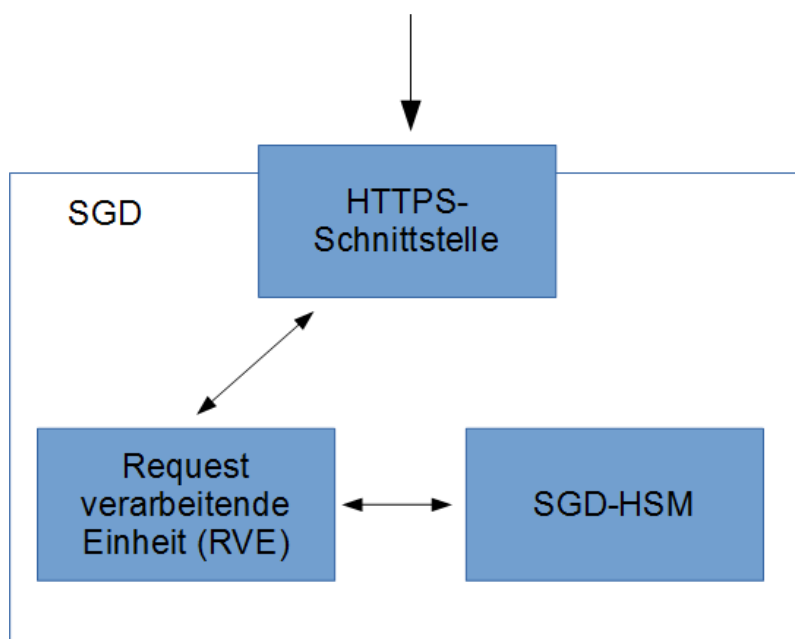 SGD
HTTPS-
Schnittstelle
Request
verarbeitende
Einheit (RVE)
SGD-HSM